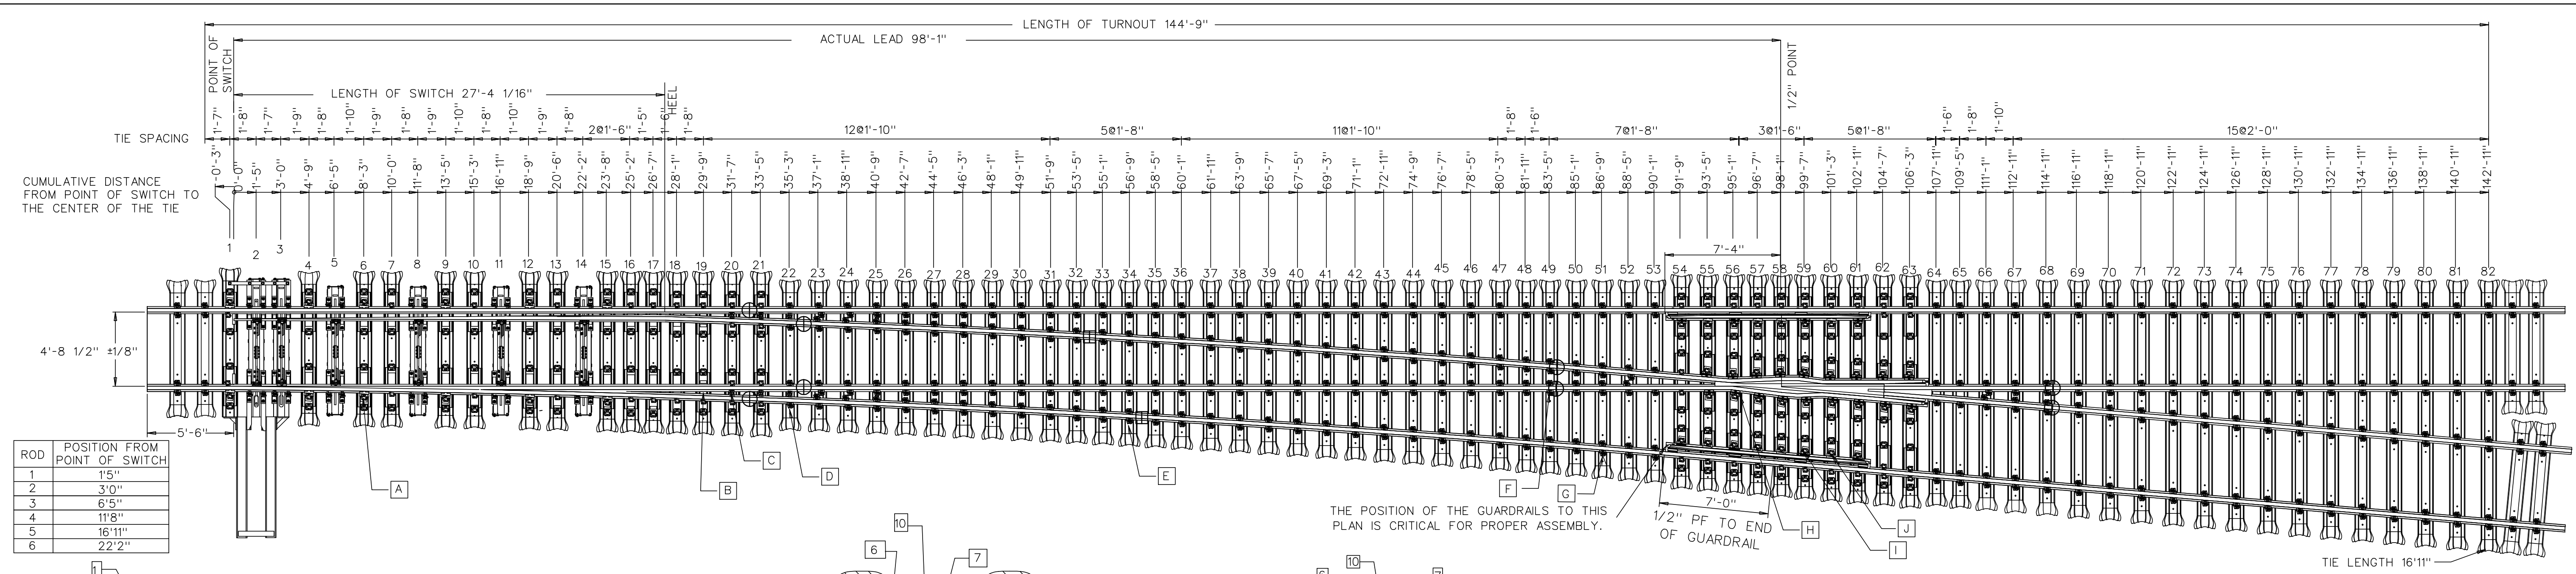 LENGTH OF TURNOUT 144'-9"
ACTUAL LEAD 98'-1"
POINT OF
SWITCH
1/2" POINT
LENGTH OF SWITCH 27'-4 1/16"
HEEL
TIE SPACING
1'-7" 1'-8" 1'-7" 1'-9" 1'-8" 1'-10" 1'-9" 1'-8" 1'-9" 1'-10" 1'-8" 1'-10" 1'-9" 1'-8" 2@1'-6" 1'-5" 1'-6" 1'-8" 12@1'-10" 5@1'-8" 11@1'-10" 1'-8" 1'-6" 7@1'-8" 3@1'-6" 5@1'-8" 1'-6" 1'-8" 1'-10" 15@2'-0"
CUMULATIVE DISTANCE
FROM POINT OF SWITCH TO
THE CENTER OF THE TIE
-0'-3" 0'-0" 1'-5" 3'-0" 4'-9" 6'-5" 8'-3" 10'-0" 11'-8" 13'-5" 15'-3" 16'-11" 18'-9" 20'-6" 22'-2" 23'-8" 25'-2" 26'-7" 28'-1" 29'-9" 31'-7" 33'-5" 35'-3" 37'-1" 38'-11" 40'-9" 42'-7" 44'-5" 46'-3" 48'-1" 49'-11" 51'-9" 53'-5" 55'-1" 56'-9" 58'-5" 60'-1" 61'-11" 63'-9" 65'-7" 67'-5" 69'-3" 71'-1" 72'-11" 74'-9" 76'-7" 78'-5" 80'-3" 81'-11" 83'-5" 85'-1" 86'-9" 88'-5" 90'-1" 91'-9" 93'-5" 95'-1" 96'-7" 98'-1" 99'-7" 101'-3" 102'-11" 104'-7" 106'-3" 107'-11" 109'-5" 111'-1" 112'-11" 114'-11" 116'-11" 118'-11" 120'-11" 122'-11" 124'-11" 126'-11" 128'-11" 130'-11" 132'-11" 134'-11" 136'-11" 138'-11" 140'-11" 142'-11"
7'-4"
1 2 3 4 5 6 7 8 9 10 11 12 13 14 15 16 17 18 19 20 21 22 23 24 25 26 27 28 29 30 31 32 33 34 35 36 37 38 39 40 41 42 43 44 45 46 47 48 49 50 51 52 53 54 55 56 57 58 59 60 61 62 63 64 65 66 67 68 69 70 71 72 73 74 75 76 77 78 79 80 81 82
4'-8 1/2" ±1/8"
5'-6"
ROD POSITION FROM
POINT OF SWITCH
1 1'5"
2 3'0"
3 6'5"
4 11'8"
5 16'11"
6 22'2"
A B C D E F G H I J
THE POSITION OF THE GUARDRAILS TO THIS
PLAN IS CRITICAL FOR PROPER ASSEMBLY.
7'-0"
1/2" PF TO END
OF GUARDRAIL
TIE LENGTH 16'11"
1 6 10 7 10